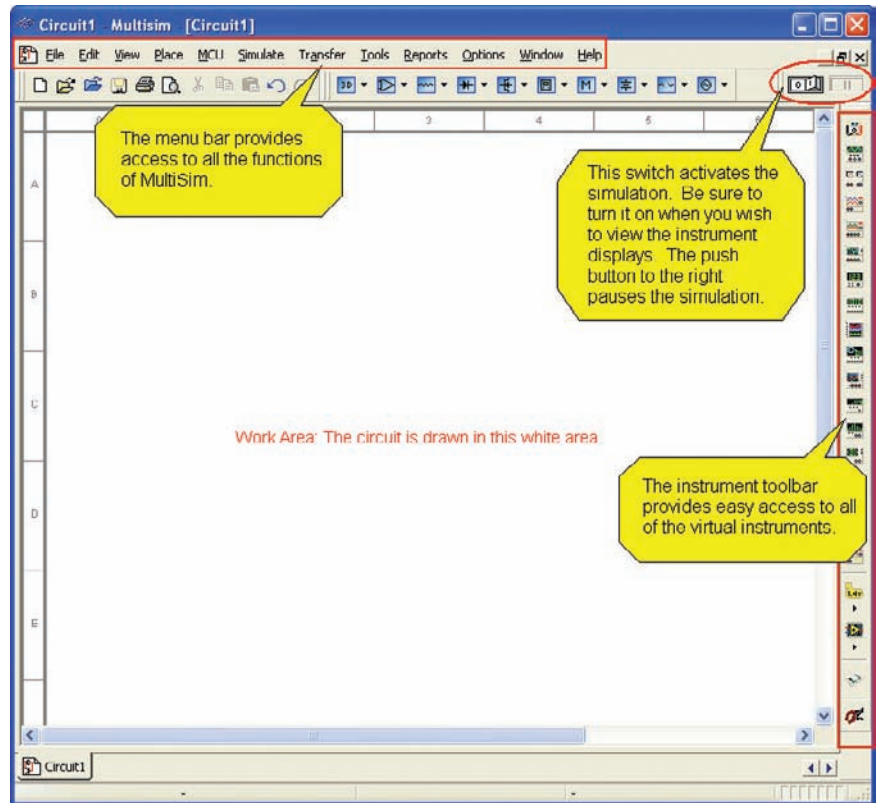 Circuit1 - Multisim - [Circuit1]
File Edit View Place MCU Simulate Transfer Tools Reports Options Window Help
3 4 5
The menu bar provides
access to all the functions
of MultiSim.
This switch activates the
simulation. Be sure to
turn it on when you wish
to view the instrument
displays. The push
button to the right
pauses the simulation.
A
B
C
Work Area: The circuit is drawn in this white area
The instrument toolbar
provides easy access to all
of the virtual instruments.
D
E
Circuit1